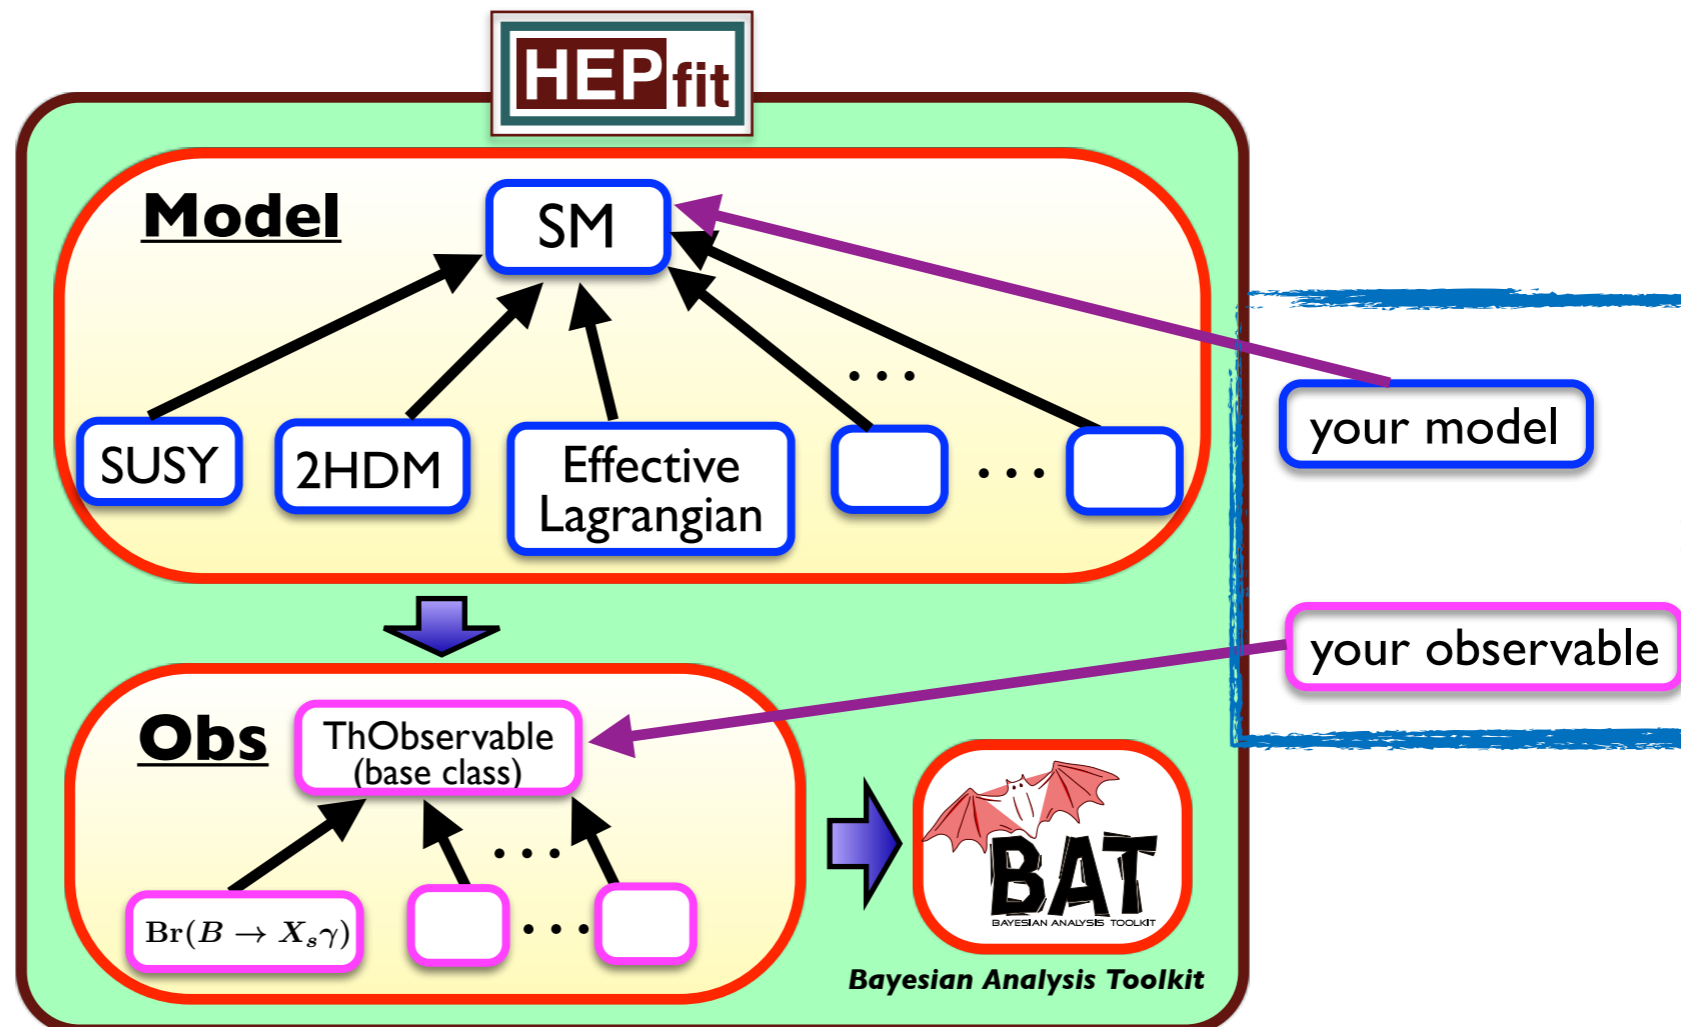 HEPfit
Model
SM
...
SUSY
2HDM
Effective
Lagrangian
...
your model
your observable
Obs
ThObservable
(base class)
...
Br(B → X_sγ)
...
BAT
BAYESIAN ANALYSIS TOOLKIT
Bayesian Analysis Toolkit